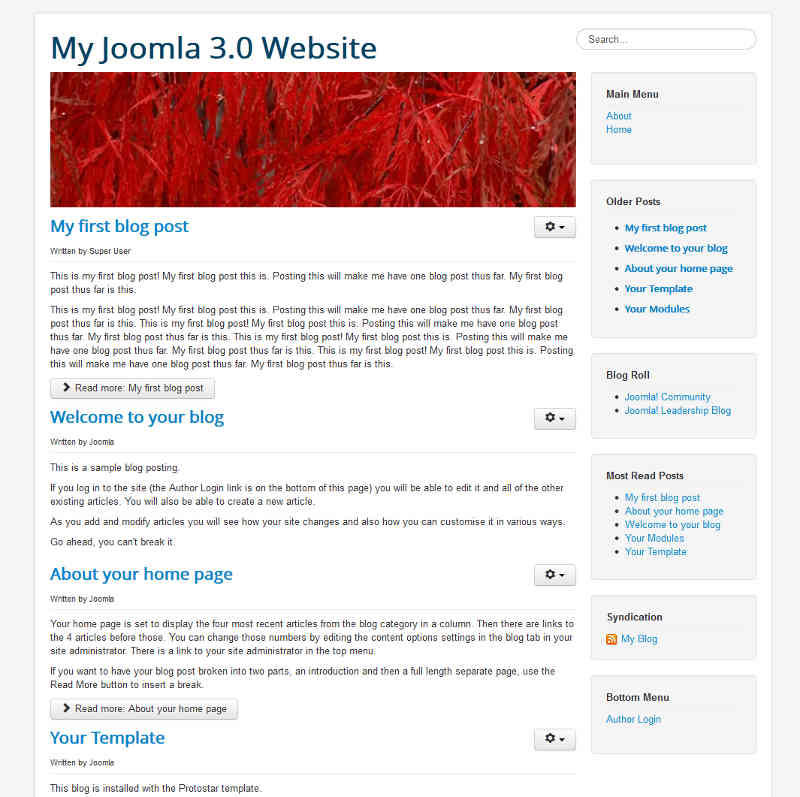 My Joomla 3.0 Website
Search...
My first blog post
Written by Super User
This is my first blog post! My first blog post this is. Posting this will make me have one blog post thus far. My first blog
post thus far is this.
This is my first blog post! My first blog post this is. Posting this will make me have one blog post thus far. My first blog
post thus far is this. This is my first blog post! My first blog post this is. Posting this will make me have one blog post
thus far. My first blog post thus far is this. This is my first blog post! My first blog post this is. Posting this will make me
have one blog post thus far. My first blog post thus far is this. This is my first blog post! My first blog post this is. Posting
this will make me have one blog post thus far. My first blog post thus far is this.
Read more: My first blog post
Welcome to your blog
Written by Joomla
This is a sample blog posting.
If you log in to the site (the Author Login link is on the bottom of this page) you will be able to edit it and all of the other
existing articles. You will also be able to create a new article.
As you add and modify articles you will see how your site changes and also how you can customise it in various ways.
Go ahead, you can't break it.
About your home page
Written by Joomla
Your home page is set to display the four most recent articles from the blog category in a column. Then there are links to
the 4 articles before those. You can change those numbers by editing the content options settings in the blog tab in your
site administrator. There is a link to your site administrator in the top menu.
If you want to have your blog post broken into two parts, an introduction and then a full length separate page, use the
Read More button to insert a break.
Read more: About your home page
Your Template
Written by Joomla
This blog is installed with the Protostar template.
Main Menu
About
Home
Older Posts
My first blog post
Welcome to your blog
About your home page
Your Template
Your Modules
Blog Roll
Joomla! Community
Joomla! Leadership Blog
Most Read Posts
My first blog post
About your home page
Welcome to your blog
Your Modules
Your Template
Syndication
My Blog
Bottom Menu
Author Login